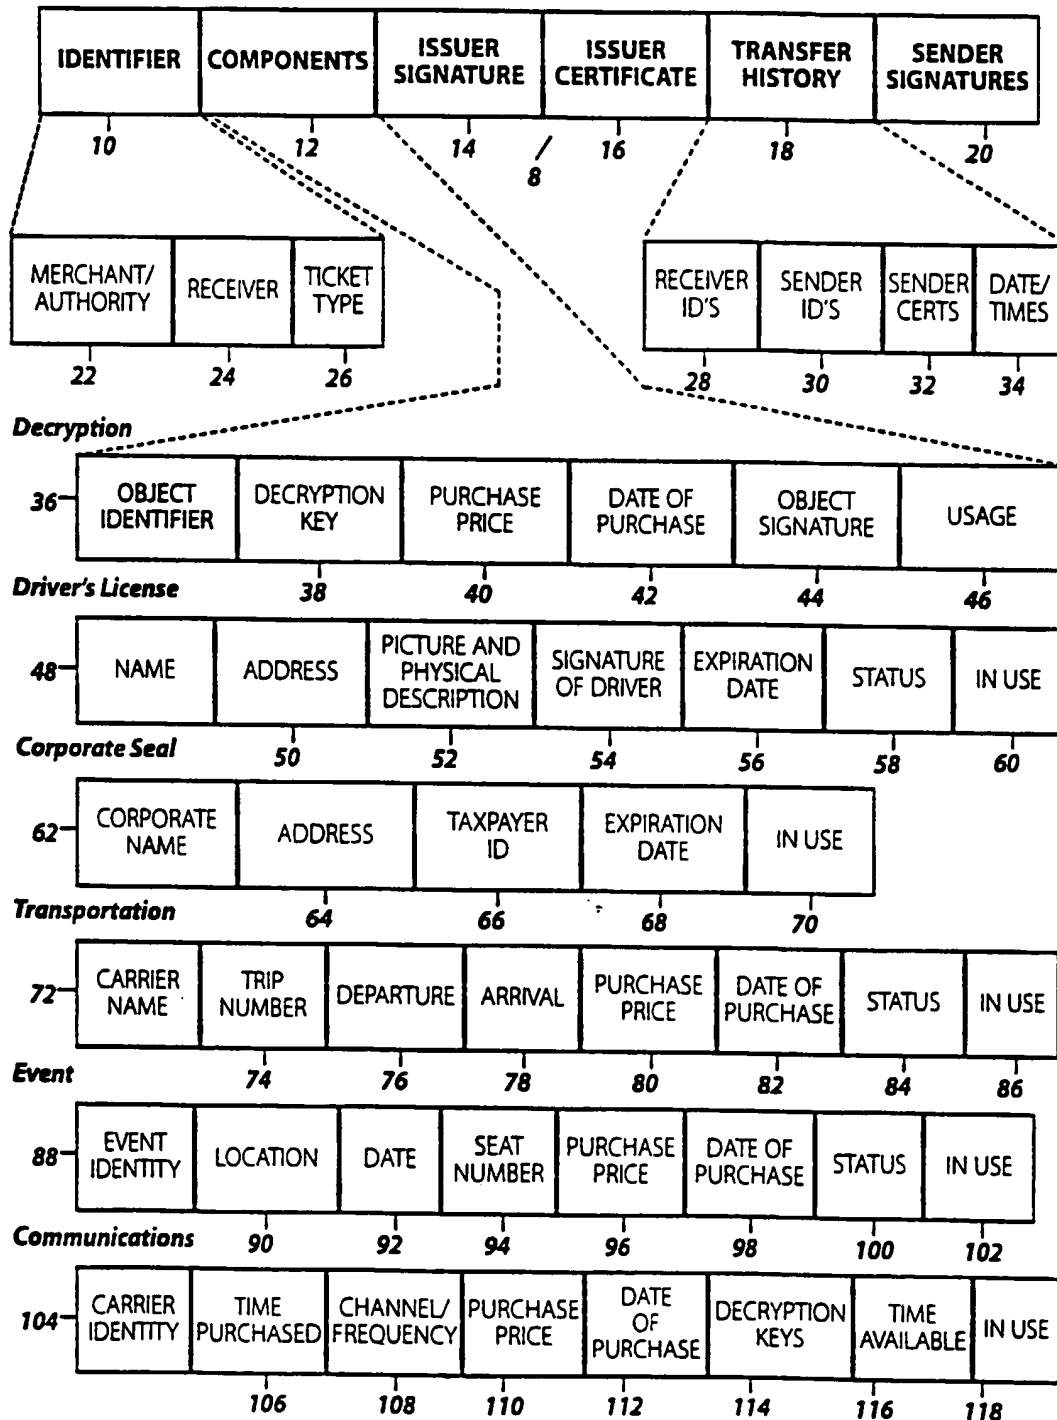 IDENTIFIER COMPONENTS ISSUER SIGNATURE ISSUER CERTIFICATE TRANSFER HISTORY SENDER SIGNATURES
10 12 14 8 16 18 20
MERCHANT/ AUTHORITY RECEIVER TICKET TYPE RECEIVER ID'S SENDER ID'S SENDER CERTS DATE/ TIMES
22 24 26 28 30 32 34
Decryption
36 OBJECT IDENTIFIER DECRYPTION KEY PURCHASE PRICE DATE OF PURCHASE OBJECT SIGNATURE USAGE
38 40 42 44 46
Driver's License
48 NAME ADDRESS PICTURE AND PHYSICAL DESCRIPTION SIGNATURE OF DRIVER EXPIRATION DATE STATUS IN USE
50 52 54 56 58 60
Corporate Seal
62 CORPORATE NAME ADDRESS TAXPAYER ID EXPIRATION DATE IN USE
64 66 68 70
Transportation
72 CARRIER NAME TRIP NUMBER DEPARTURE ARRIVAL PURCHASE PRICE DATE OF PURCHASE STATUS IN USE
74 76 78 80 82 84 86
Event
88 EVENT IDENTITY LOCATION DATE SEAT NUMBER PURCHASE PRICE DATE OF PURCHASE STATUS IN USE
90 92 94 96 98 100 102
Communications
104 CARRIER IDENTITY TIME PURCHASED CHANNEL/ FREQUENCY PURCHASE PRICE DATE OF PURCHASE DECRYPTION KEYS TIME AVAILABLE IN USE
106 108 110 112 114 116 118